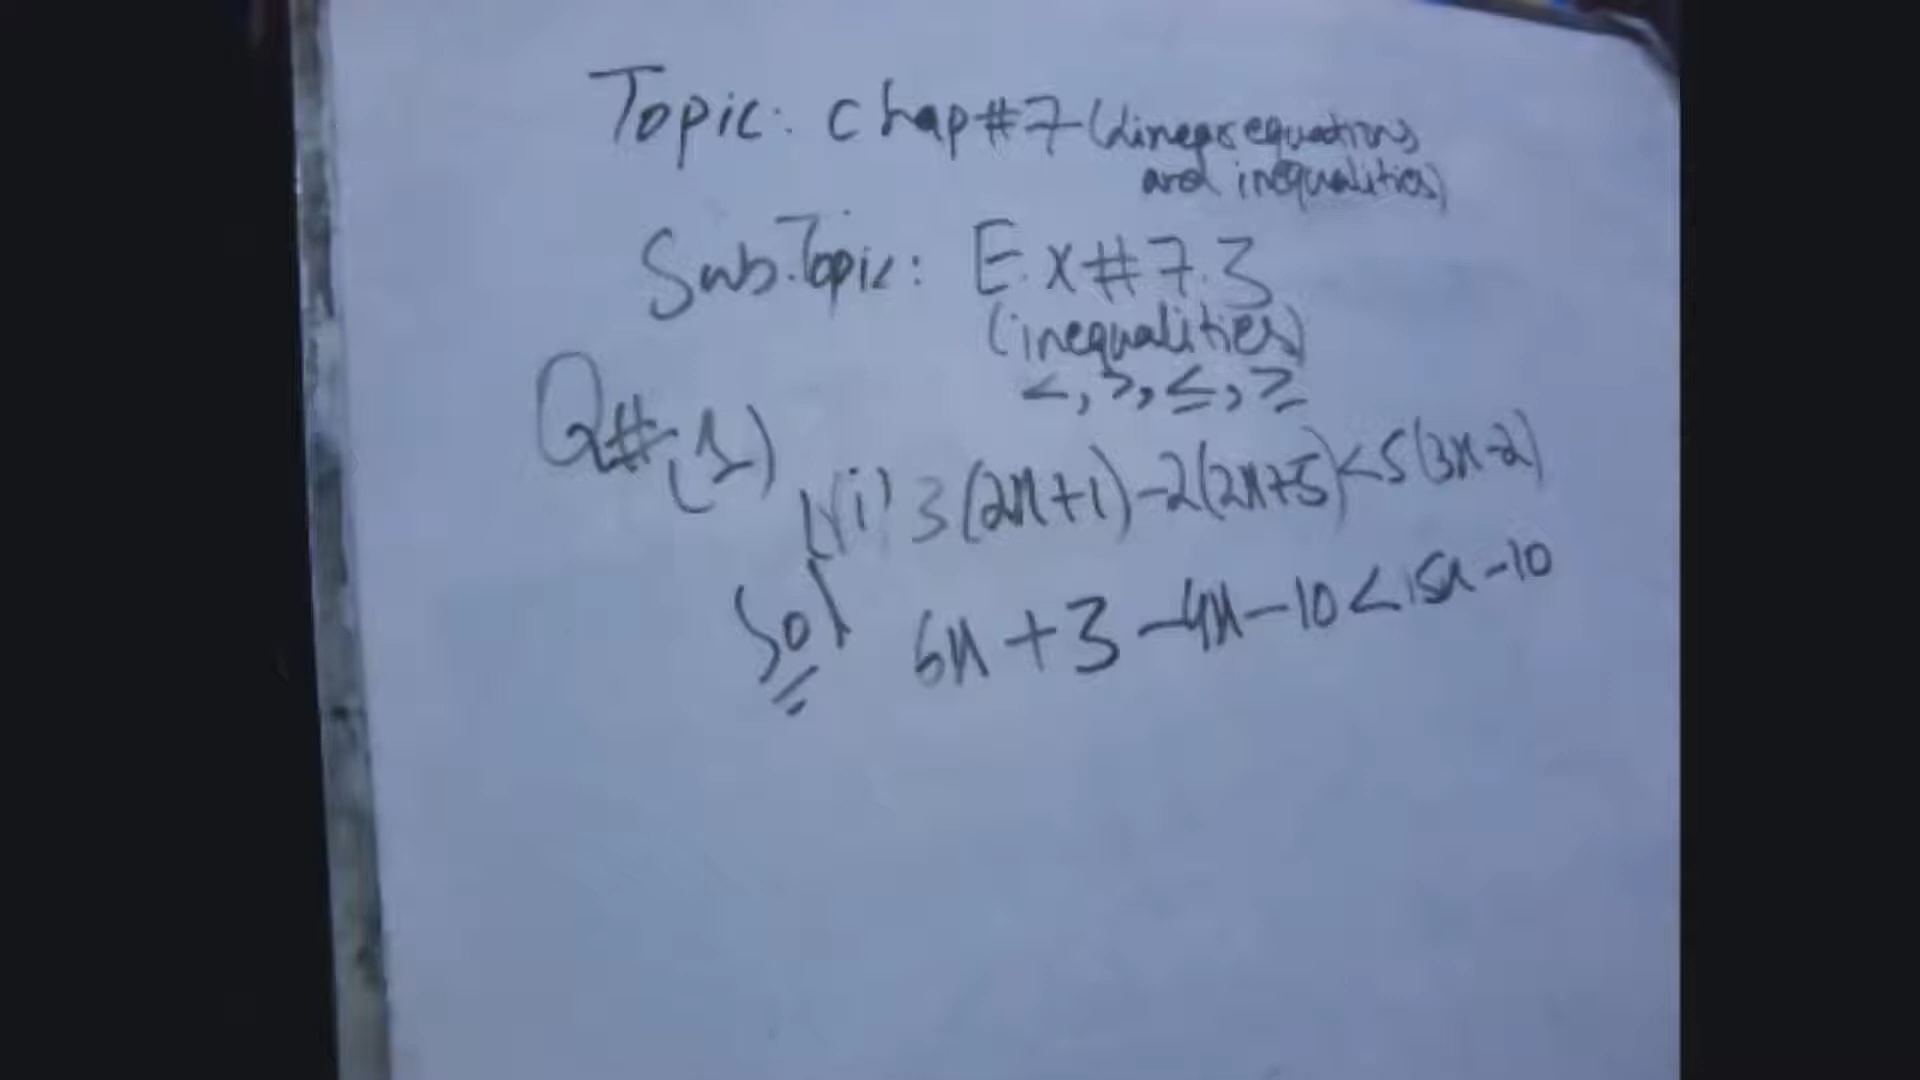 Topic: chap#7 (Linear equations
and inequalities)
Sub.Topic: E.x#7.3
(inequalities)
<, >, ≤, ≥
Q#(1)
(vi) 3(2x+1)-2(2x+5)<5(3x-2)
Sol 6x+3-4x-10<15x-10